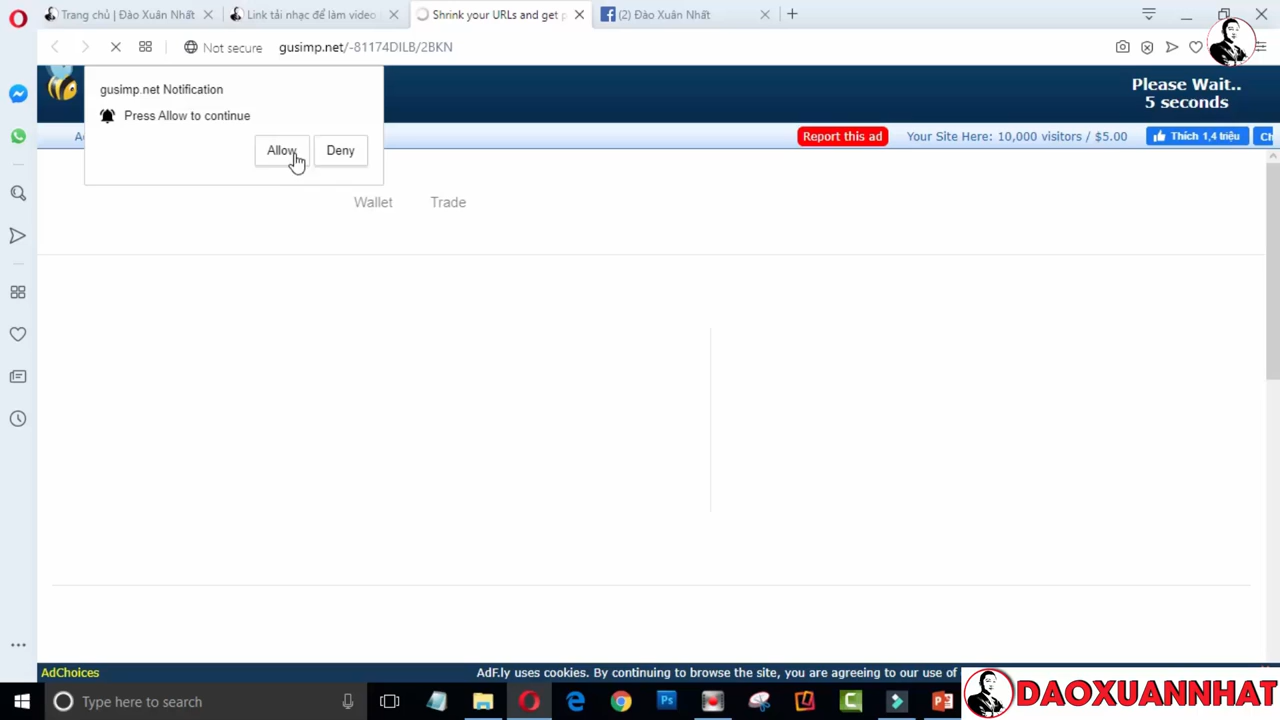 Trang chủ | Đào Xuân Nhất
Link tải nhạc để làm video
Shrink your URLs and get p
(2) Đào Xuân Nhất
Not secure
gusimp.net/-81174DILB/2BKN
gusimp.net Notification
Press Allow to continue
Allow
Deny
Please Wait..
5 seconds
Report this ad
Your Site Here: 10,000 visitors / $5.00
Thích 1,4 triệu
Wallet
Trade
AdChoices
AdF.ly uses cookies. By continuing to browse the site, you are agreeing to our use of
Type here to search
DAOXUANNHAT